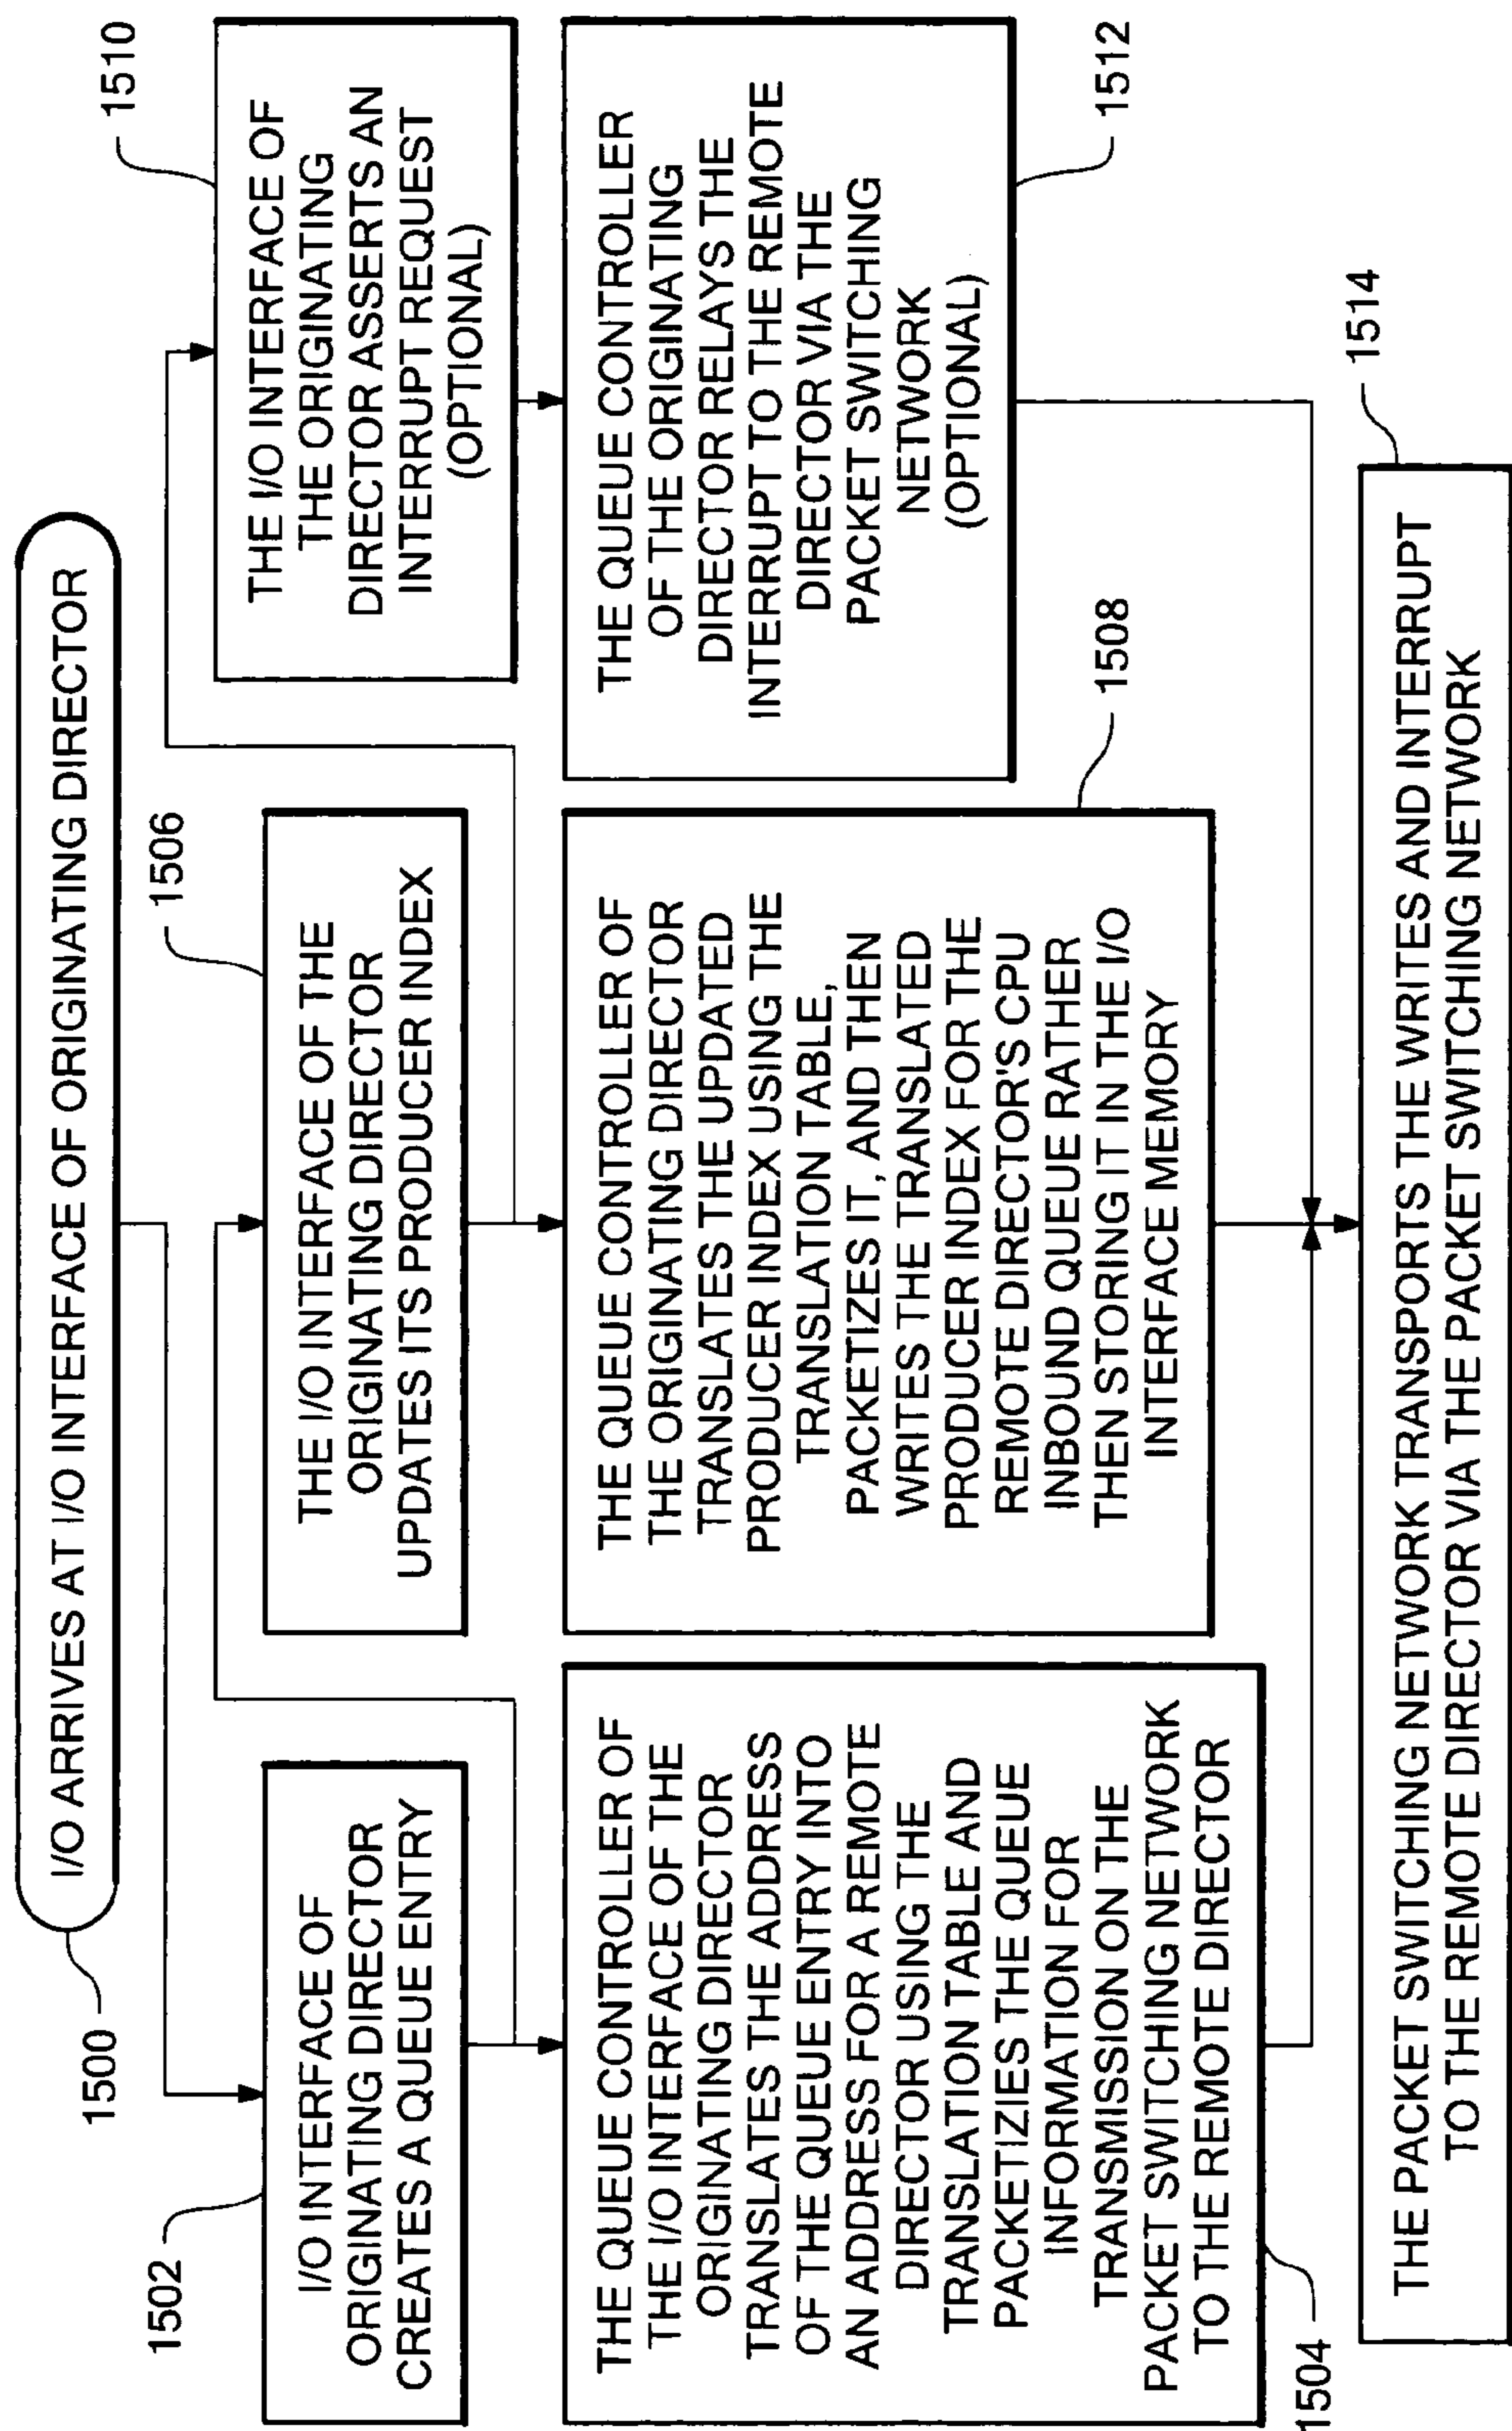 I/O ARRIVES AT I/O INTERFACE OF ORIGINATING DIRECTOR
1500
1502
I/O INTERFACE OF
ORIGINATING DIRECTOR
CREATES A QUEUE ENTRY
THE QUEUE CONTROLLER OF
THE I/O INTERFACE OF THE
ORIGINATING DIRECTOR
TRANSLATES THE ADDRESS
OF THE QUEUE ENTRY INTO
AN ADDRESS FOR A REMOTE
DIRECTOR USING THE
TRANSLATION TABLE AND
PACKETIZIES THE QUEUE
INFORMATION FOR
TRANSMISSION ON THE
PACKET SWITCHING NETWORK
TO THE REMOTE DIRECTOR
1504
1506
THE I/O INTERFACE OF THE
ORIGINATING DIRECTOR
UPDATES ITS PRODUCER INDEX
THE QUEUE CONTROLLER OF
THE ORIGINATING DIRECTOR
TRANSLATES THE UPDATED
PRODUCER INDEX USING THE
TRANSLATION TABLE,
PACKETIZES IT, AND THEN
WRITES THE TRANSLATED
PRODUCER INDEX FOR THE
REMOTE DIRECTOR'S CPU
INBOUND QUEUE RATHER
THEN STORING IT IN THE I/O
INTERFACE MEMORY
1508
1510
THE I/O INTERFACE OF
THE ORIGINATING
DIRECTOR ASSERTS AN
INTERRUPT REQUEST
(OPTIONAL)
THE QUEUE CONTROLLER
OF THE ORIGINATING
DIRECTOR RELAYS THE
INTERRUPT TO THE REMOTE
DIRECTOR VIA THE
PACKET SWITCHING
NETWORK
(OPTIONAL)
1512
1514
THE PACKET SWITCHING NETWORK TRANSPORTS THE WRITES AND INTERRUPT
TO THE REMOTE DIRECTOR VIA THE PACKET SWITCHING NETWORK